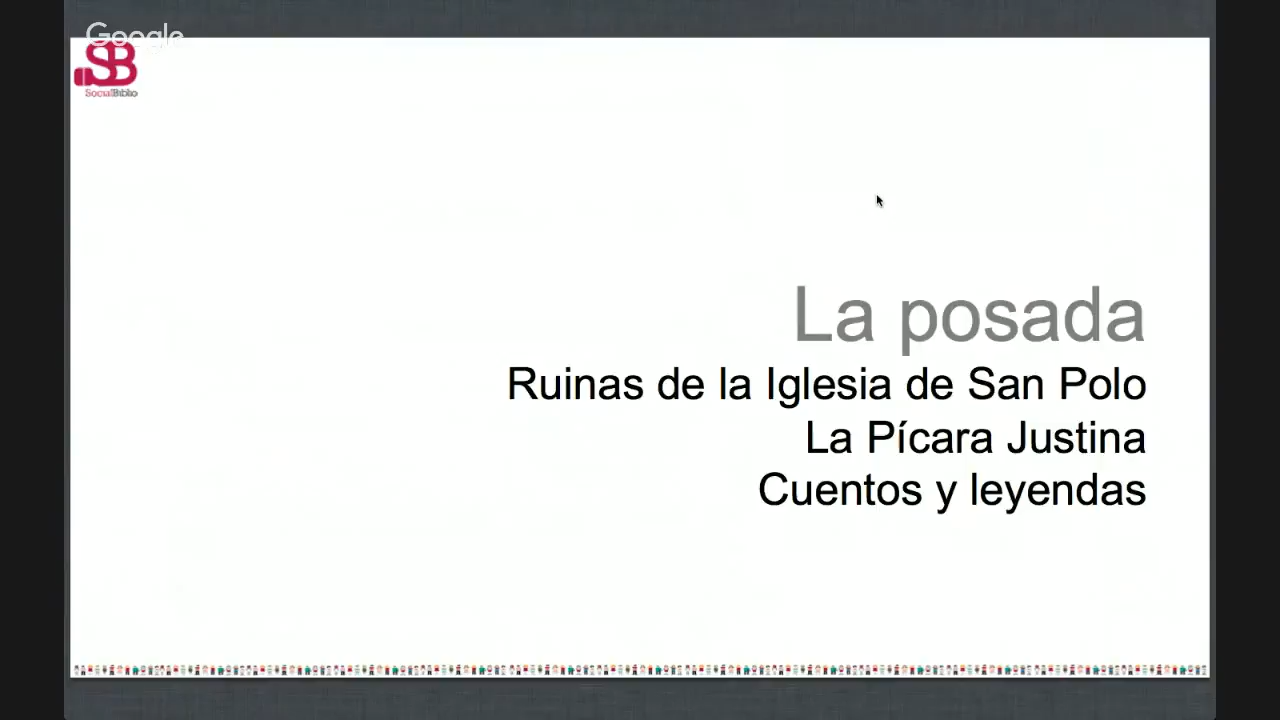 Google
SB
SocialBiblio
La posada
Ruinas de la Iglesia de San Polo
La Pícara Justina
Cuentos y leyendas